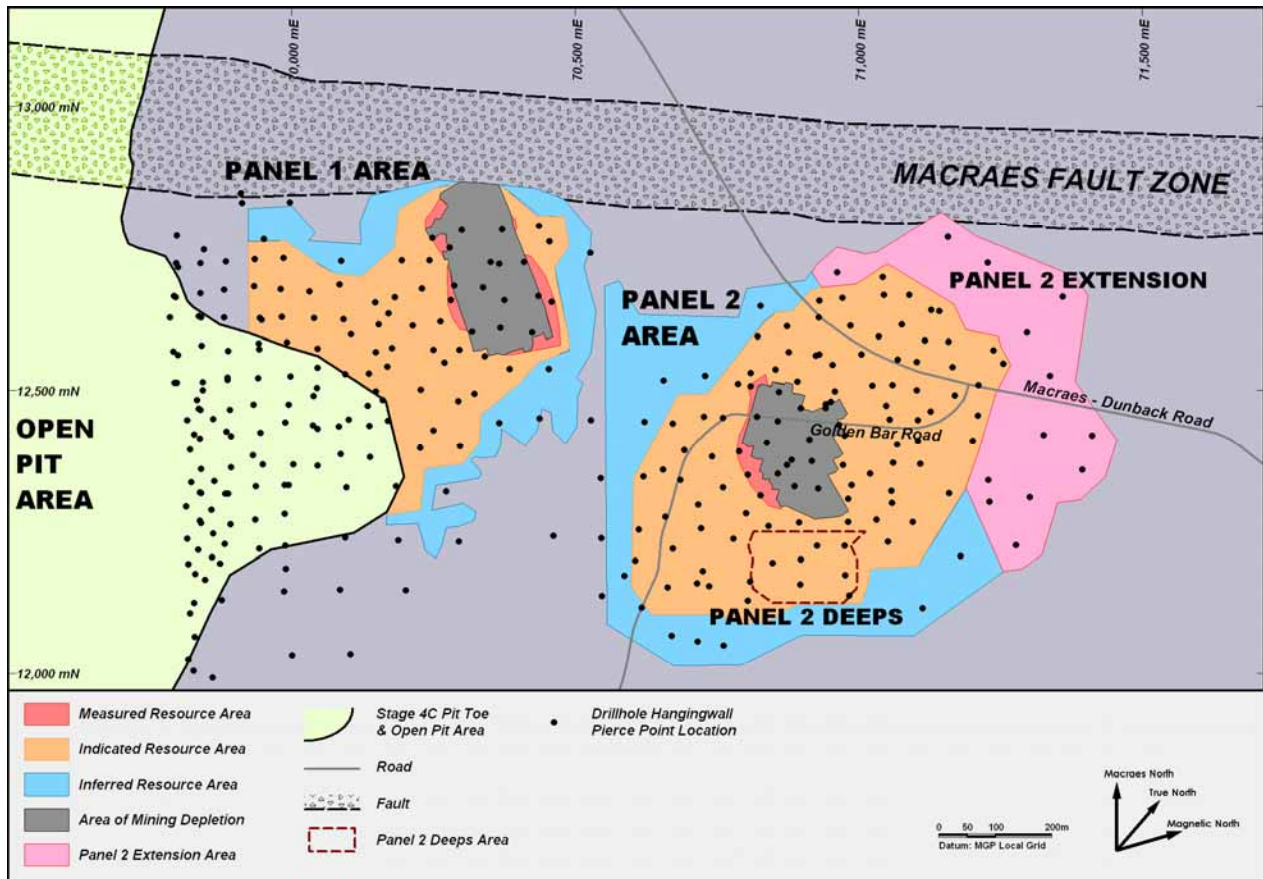 70,000 mE
70,500 mE
71,000 mE
71,500 mE
13,000 mN
PANEL 1 AREA
MACRAES FAULT ZONE
PANEL 2 EXTENSION
PANEL 2
AREA
12,500 mN
Macraes - Dunback Road
Golden Bar Road
OPEN
PIT
AREA
PANEL 2 DEEPS
12,000 mN
Measured Resource Area
Indicated Resource Area
Inferred Resource Area
Area of Mining Depletion
Panel 2 Extension Area
Stage 4C Pit Toe
& Open Pit Area
Road
Fault
Panel 2 Deeps Area
Drillhole Hangingwall
Pierce Point Location
0 50 100 200m
Datum: MGP Local Grid
Macraes North
True North
Magnetic North